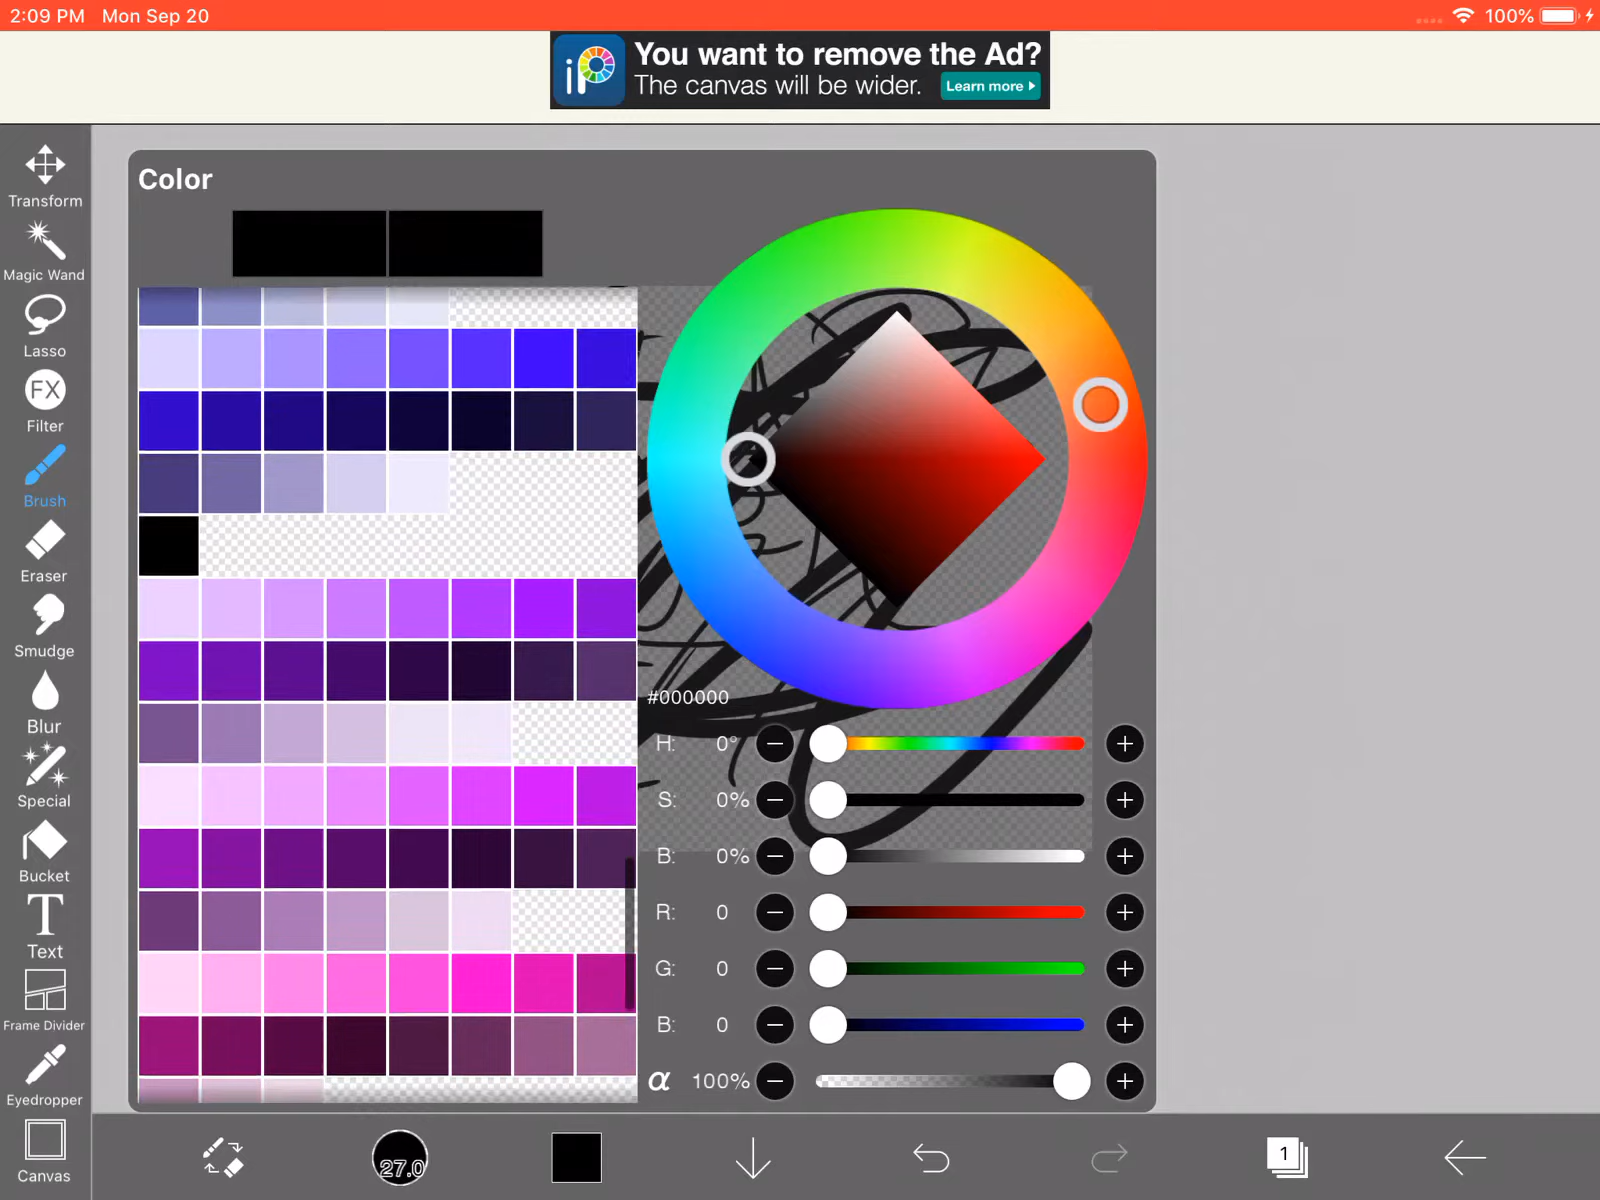 2:09 PM Mon Sep 20
100%
iP
You want to remove the Ad?
The canvas will be wider.
Learn more
Transform
Magic Wand
Lasso
FX
Filter
Brush
Eraser
Smudge
Blur
Special
Bucket
T
Text
Frame Divider
Eyedropper
Canvas
Color
#000000
H: 0°
S: 0%
B: 0%
R: 0
G: 0
B: 0
α 100%
27.0
1